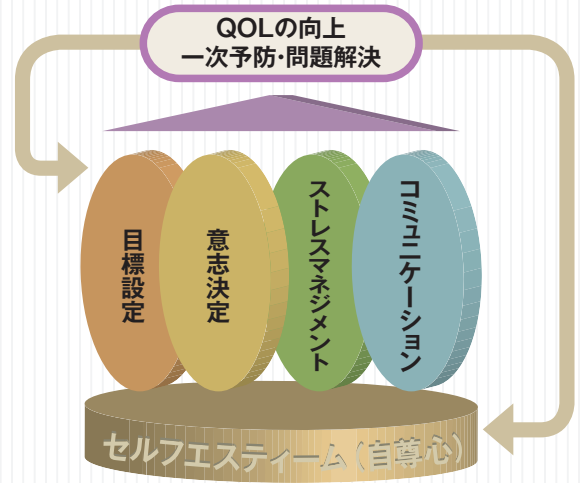 QOLの向上
一次予防・問題解決
目標設定
意志決定
ストレスマネジメント
コミュニケーション
セルフエスティーム（自尊心）